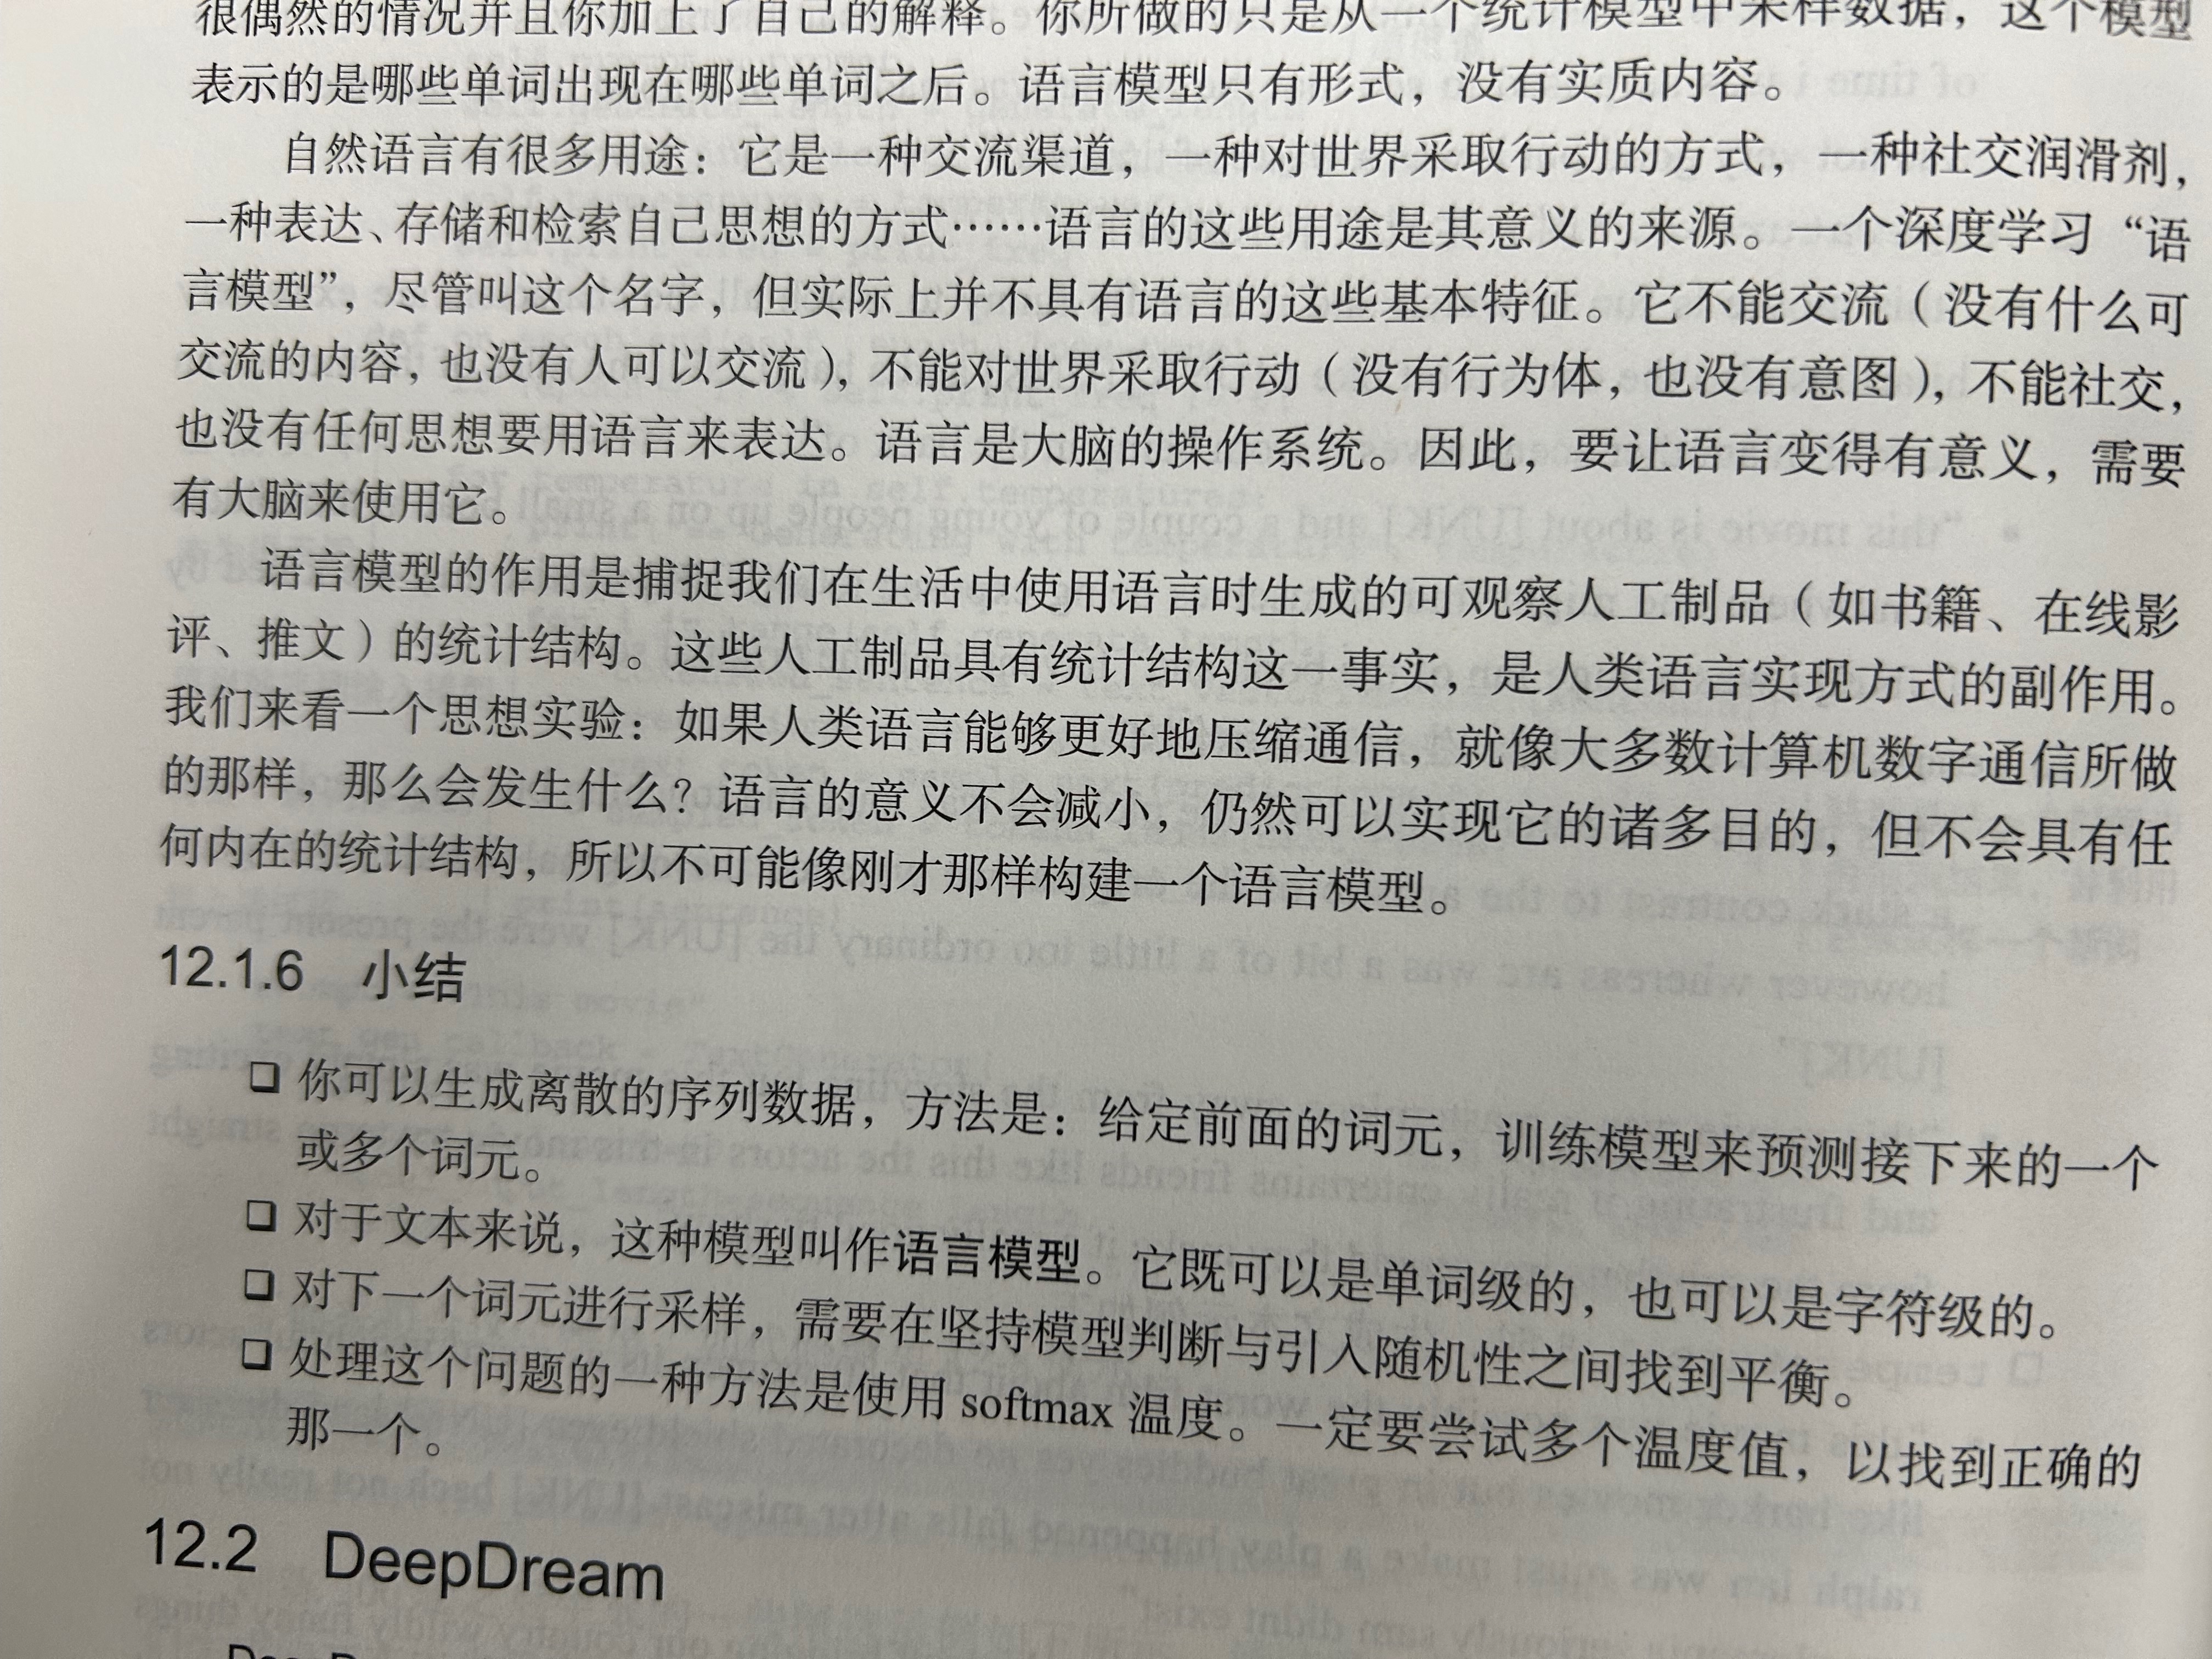 很偶然的情况并且你加上了自己的解释。你所做的只是从一个统计模型中采样数据，这个模型
表示的是哪些单词出现在哪些单词之后。语言模型只有形式，没有实质内容。
自然语言有很多用途：它是一种交流渠道，一种对世界采取行动的方式，一种社交润滑剂，
一种表达、存储和检索自己思想的方式……语言的这些用途是其意义的来源。一个深度学习“语
言模型”，尽管叫这个名字，但实际上并不具有语言的这些基本特征。它不能交流（没有什么可
交流的内容，也没有人可以交流），不能对世界采取行动（没有行为体，也没有意图），不能社交，
也没有任何思想要用语言来表达。语言是大脑的操作系统。因此，要让语言变得有意义，需要
有大脑来使用它。
语言模型的作用是捕捉我们在生活中使用语言时生成的可观察人工制品（如书籍、在线影
评、推文）的统计结构。这些人工制品具有统计结构这一事实，是人类语言实现方式的副作用。
我们来看一个思想实验：如果人类语言能够更好地压缩通信，就像大多数计算机数字通信所做
的那样，那么会发生什么？语言的意义不会减小，仍然可以实现它的诸多目的，但不会具有任
何内在的统计结构，所以不可能像刚才那样构建一个语言模型。
12.1.6 小结
❑ 你可以生成离散的序列数据，方法是：给定前面的词元，训练模型来预测接下来的一个
或多个词元。
❑ 对于文本来说，这种模型叫作语言模型。它既可以是单词级的，也可以是字符级的。
❑ 对下一个词元进行采样，需要在坚持模型判断与引入随机性之间找到平衡。
❑ 处理这个问题的一种方法是使用 softmax 温度。一定要尝试多个温度值，以找到正确的
那一个。
12.2 DeepDream